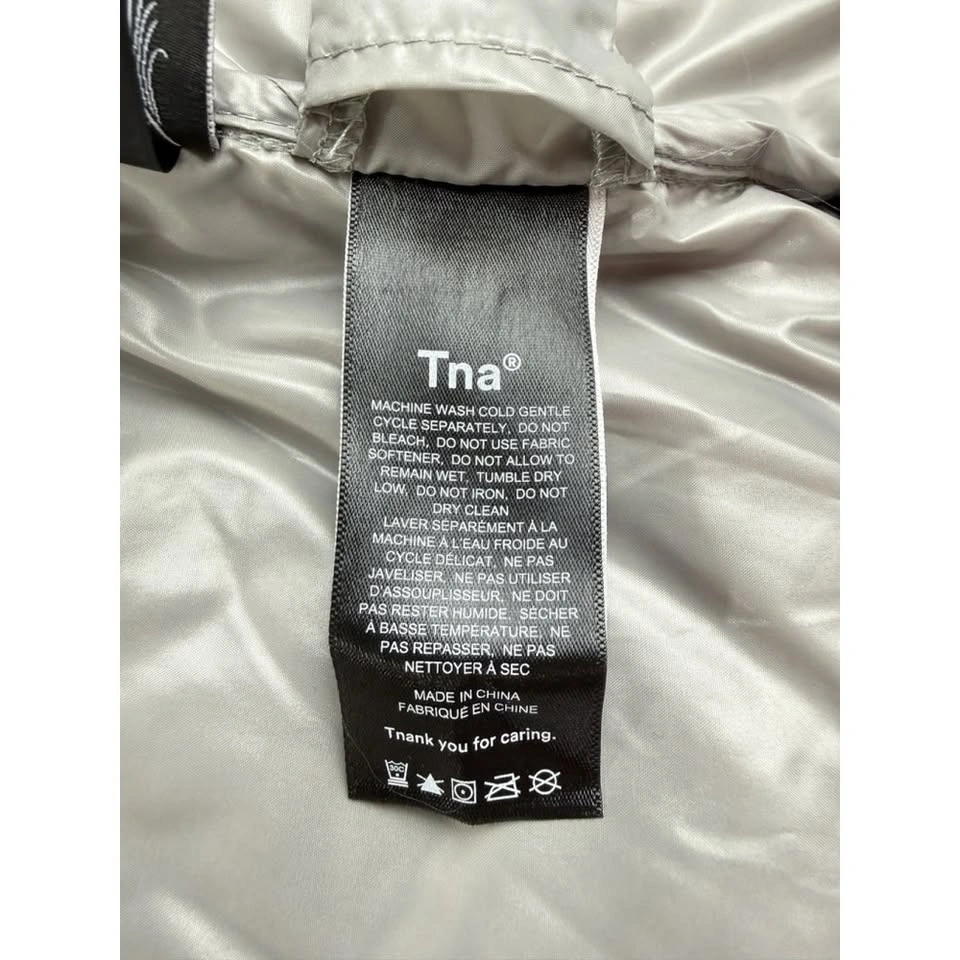 Tna®
MACHINE WASH COLD GENTLE
CYCLE SEPARATELY, DO NOT
BLEACH, DO NOT USE FABRIC
SOFTENER, DO NOT ALLOW TO
REMAIN WET, TUMBLE DRY
LOW, DO NOT IRON, DO NOT
DRY CLEAN
LAVER SÉPARÉMENT À LA
MACHINE À L'EAU FROIDE AU
CYCLE DÉLICAT, NE PAS
JAVELISER, NE PAS UTILISER
D'ASSOUPLISSEUR, NE DOIT
PAS RESTER HUMIDE, SÉCHER
À BASSE TEMPÉRATURE, NE
PAS REPASSER, NE PAS
NETTOYER À SEC
MADE IN CHINA
FABRIQUÉ EN CHINE
Tnank you for caring.
30C